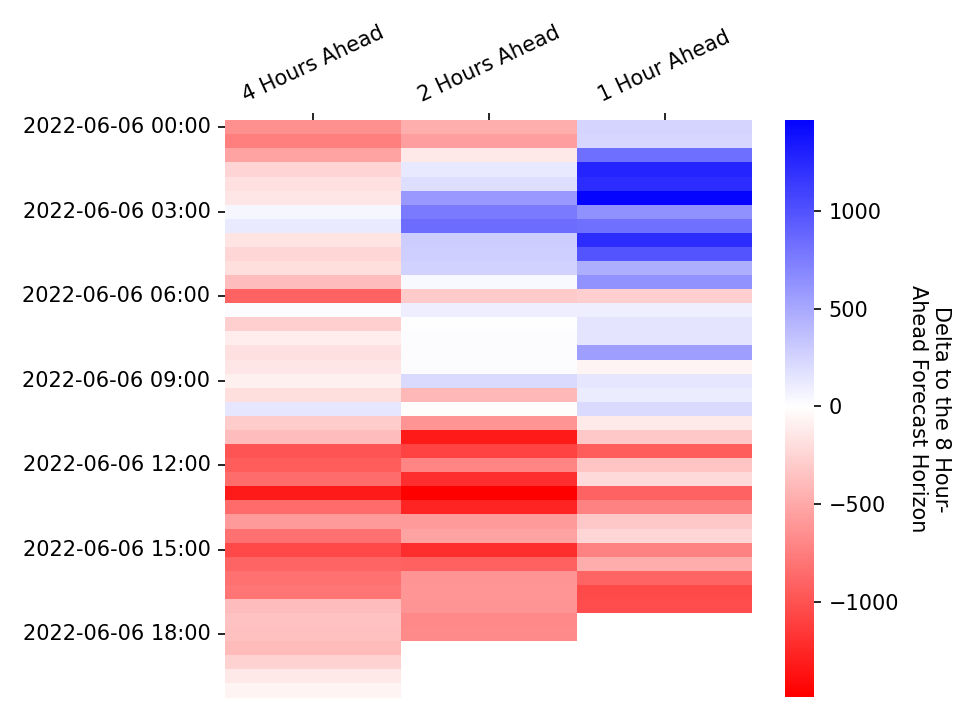 4 Hours Ahead
2 Hours Ahead
1 Hour Ahead
2022-06-06 00:00
2022-06-06 03:00
2022-06-06 06:00
2022-06-06 09:00
2022-06-06 12:00
2022-06-06 15:00
2022-06-06 18:00
1000
500
0
−500
−1000
Delta to the 8 Hour-
Ahead Forecast Horizon